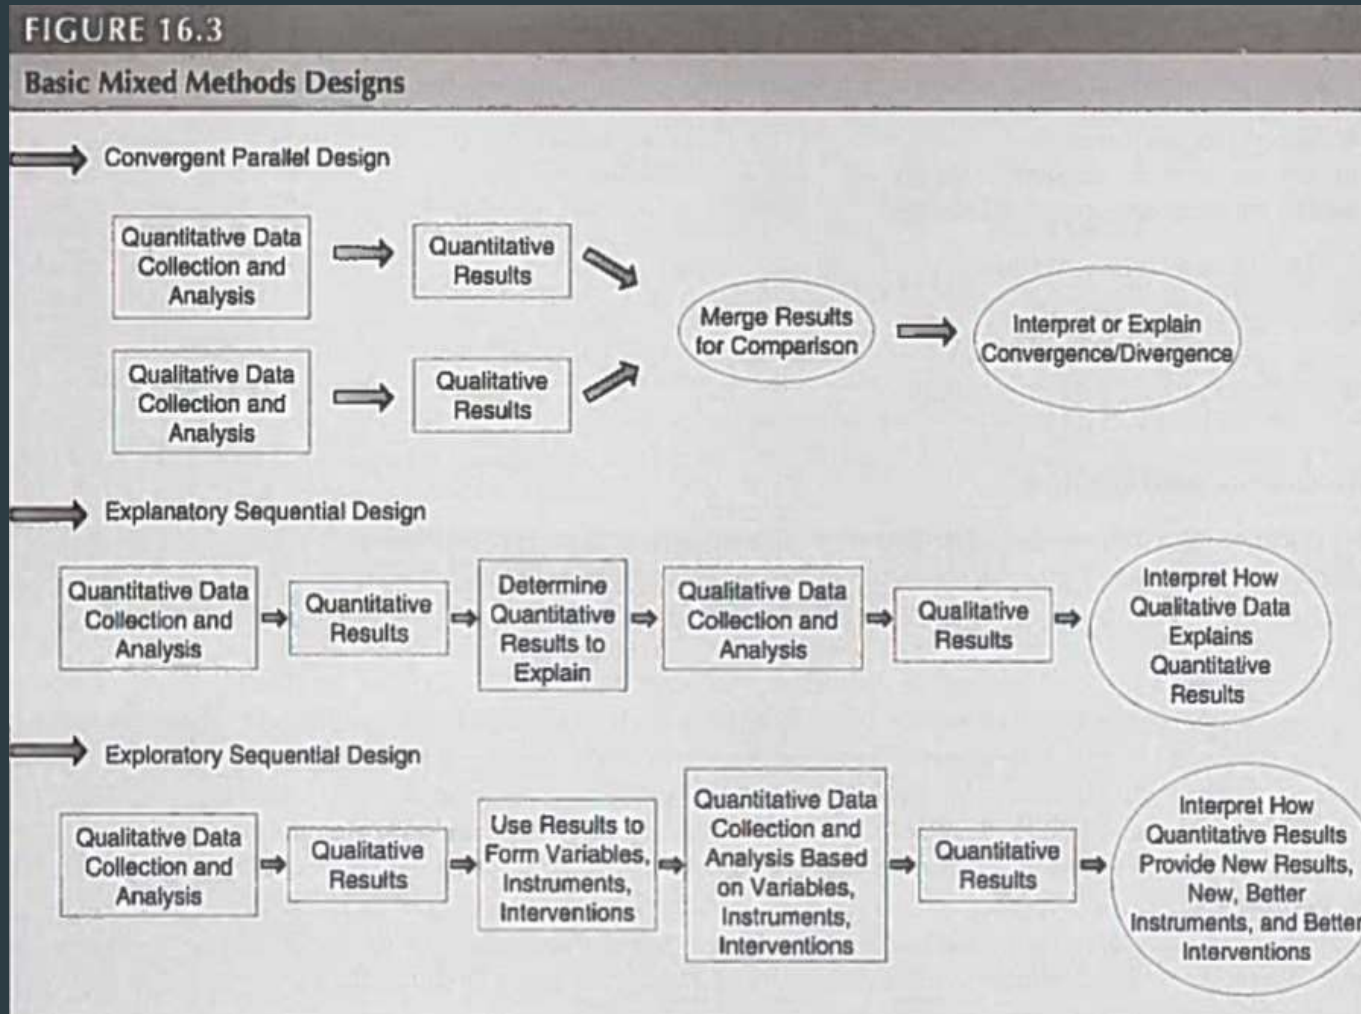 FIGURE 16.3
Basic Mixed Methods Designs
Convergent Parallel Design
Quantitative Data
Collection and
Analysis
Quantitative
Results
Qualitative Data
Collection and
Analysis
Qualitative
Results
Merge Results
for Comparison
Interpret or Explain
Convergence/Divergence
Explanatory Sequential Design
Quantitative Data
Collection and
Analysis
Quantitative
Results
Determine
Quantitative
Results to
Explain
Qualitative Data
Collection and
Analysis
Qualitative
Results
Interpret How
Qualitative Data
Explains
Quantitative
Results
Exploratory Sequential Design
Qualitative Data
Collection and
Analysis
Qualitative
Results
Use Results to
Form Variables,
Instruments,
Interventions
Quantitative Data
Collection and
Analysis Based
on Variables,
Instruments,
Interventions
Quantitative
Results
Interpret How
Quantitative Results
Provide New Results,
New, Better
Instruments, and Better
Interventions